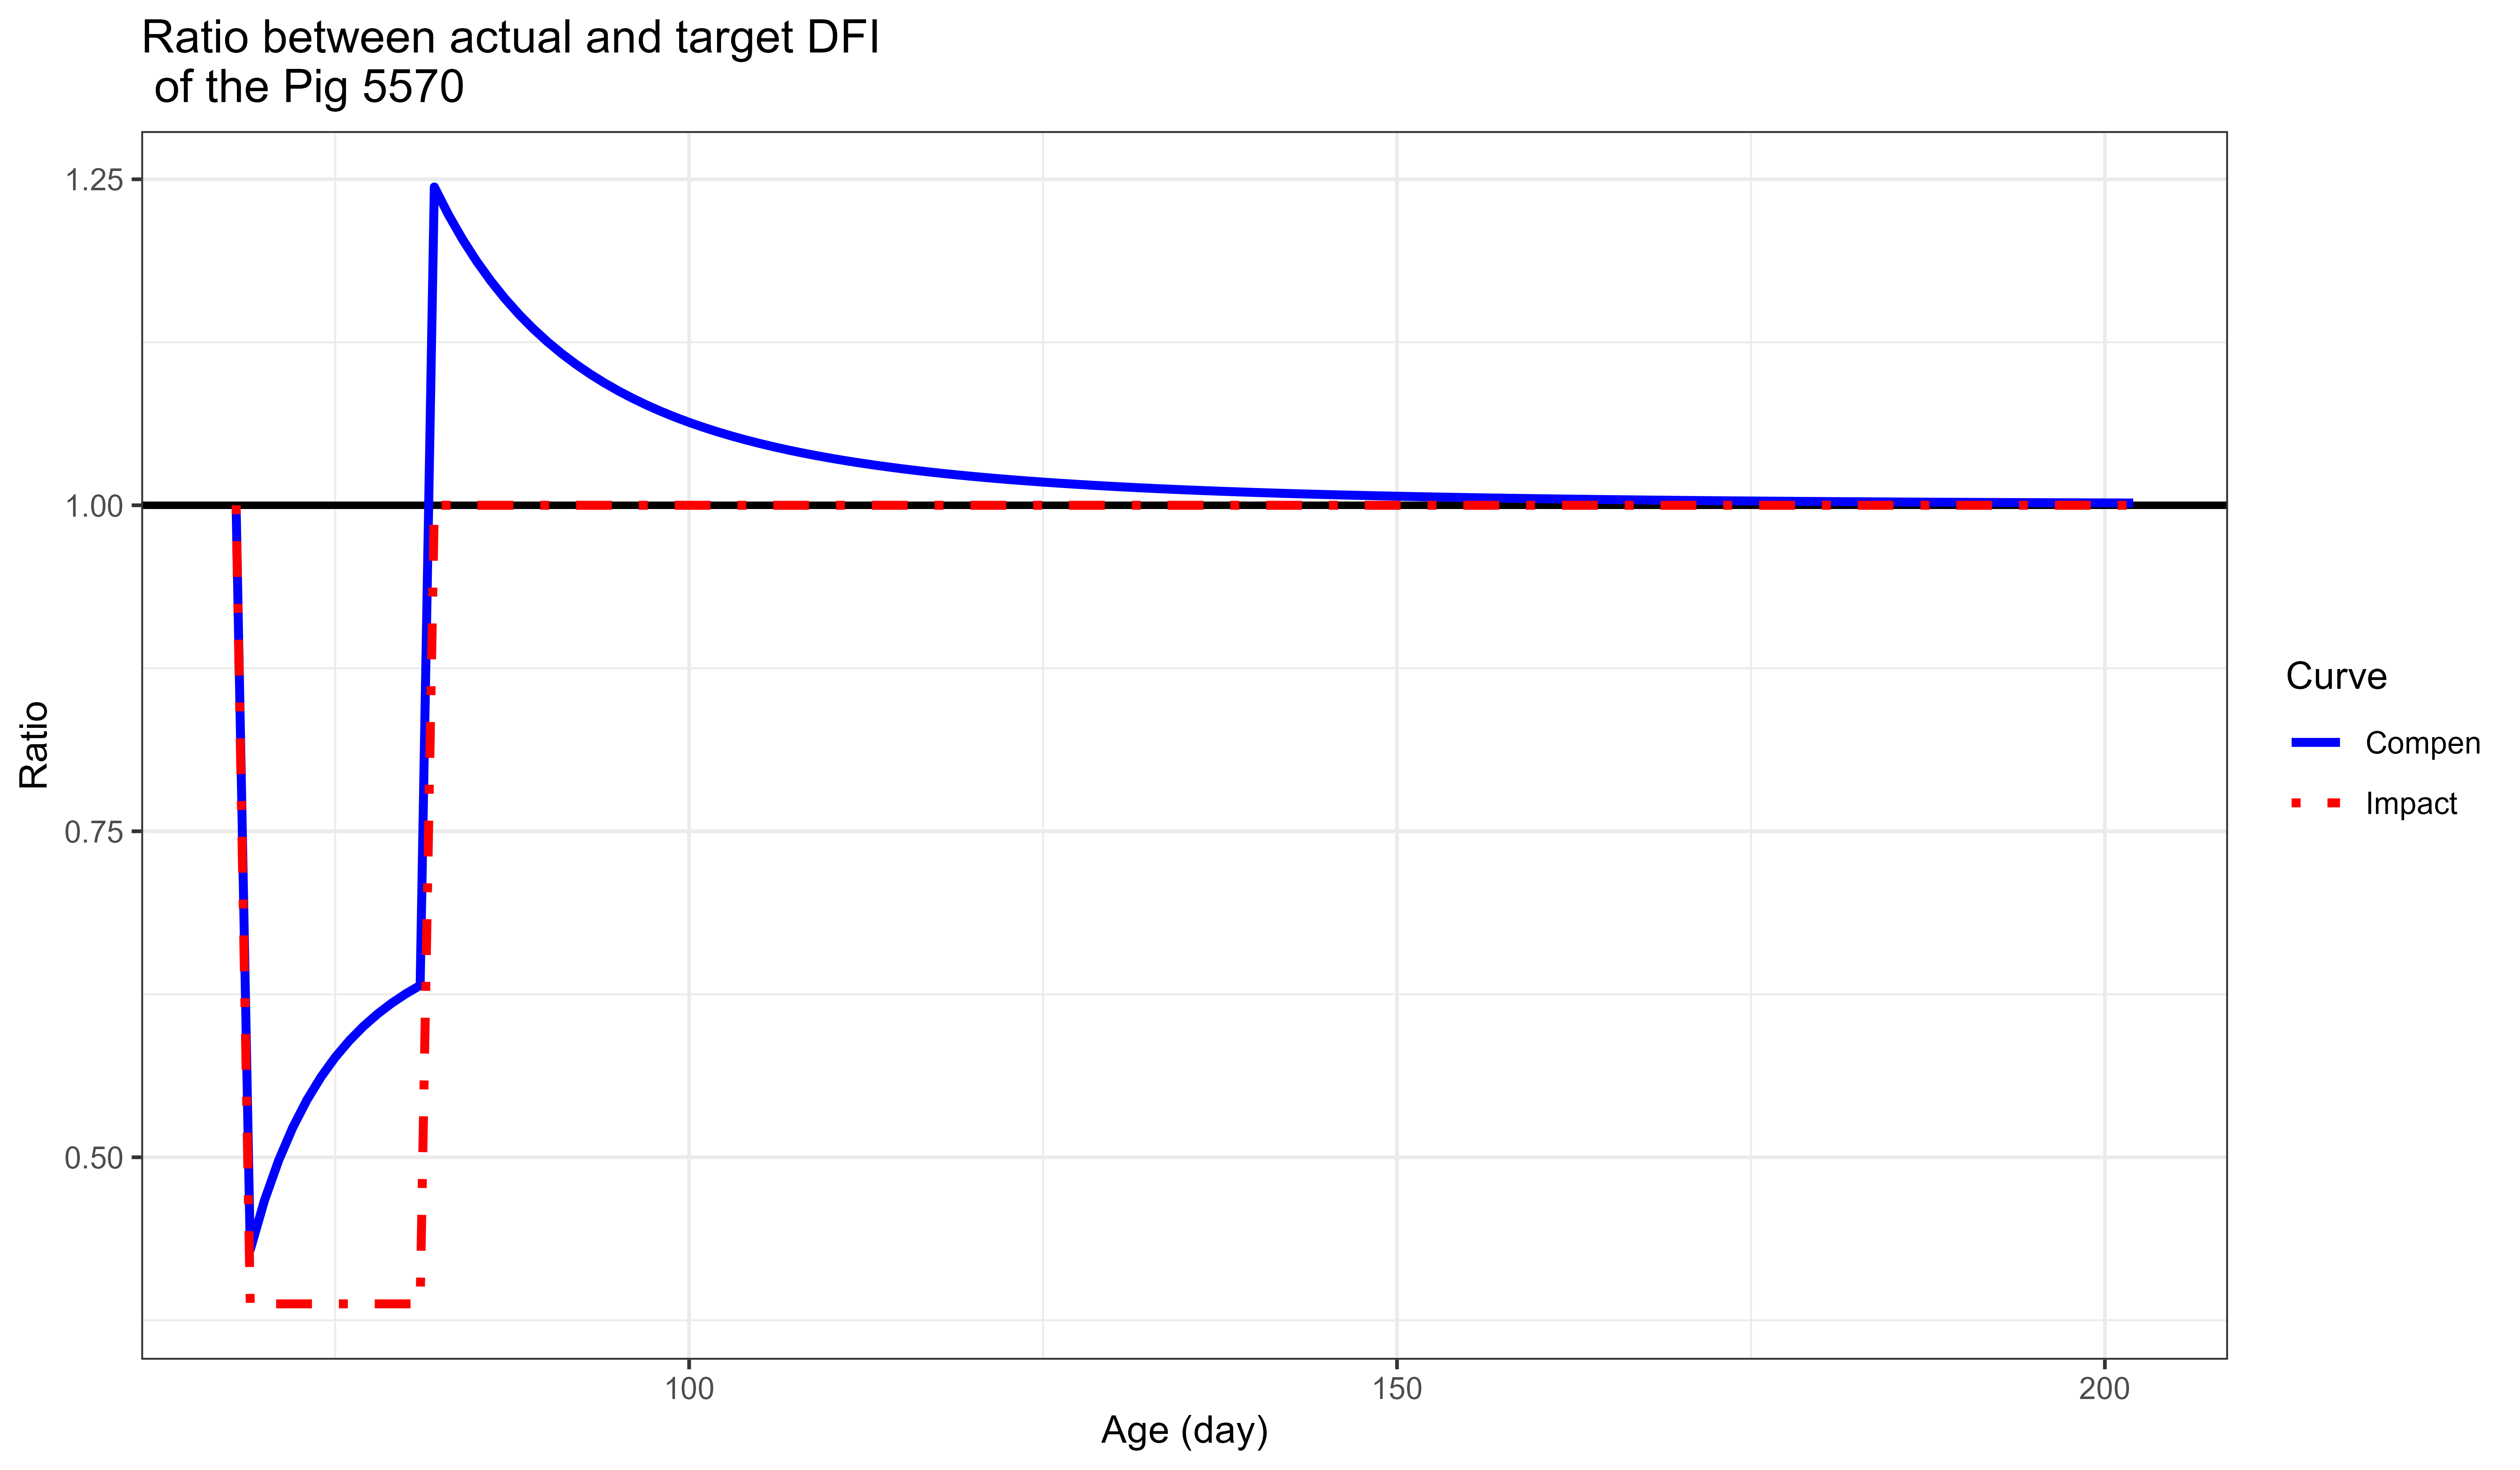 Ratio between actual and target DFI
of the Pig 5570
1.25
1.00
0.75
0.50
Ratio
100
150
200
Age (day)
Curve
Compen
Impact